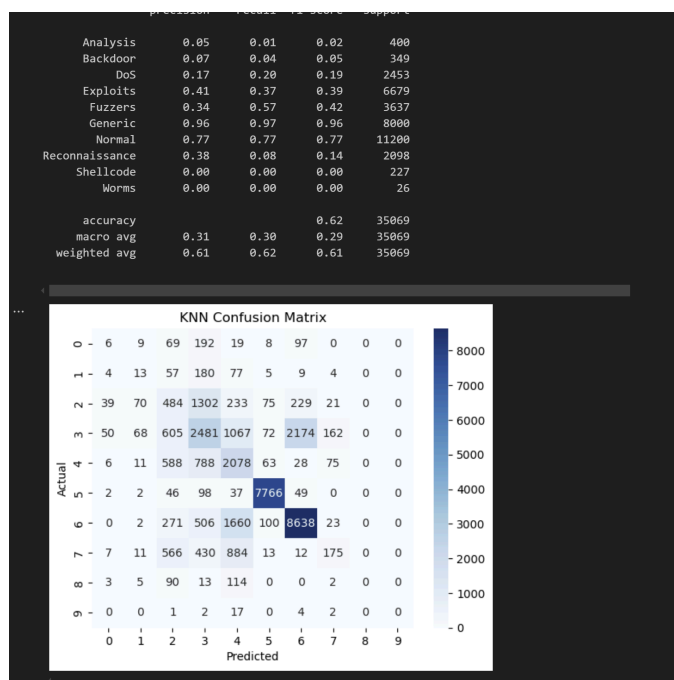 precision recall f1-score support
Analysis 0.05 0.01 0.02 400
Backdoor 0.07 0.04 0.05 349
DoS 0.17 0.20 0.19 2453
Exploits 0.41 0.37 0.39 6679
Fuzzers 0.34 0.57 0.42 3637
Generic 0.96 0.97 0.96 8000
Normal 0.77 0.77 0.77 11200
Reconnaissance 0.38 0.08 0.14 2098
Shellcode 0.00 0.00 0.00 227
Worms 0.00 0.00 0.00 26
accuracy 0.62 35069
macro avg 0.31 0.30 0.29 35069
weighted avg 0.61 0.62 0.61 35069
...
KNN Confusion Matrix
0 6 9 69 192 19 8 97 0 0 0
1 4 13 57 180 77 5 9 4 0 0
2 39 70 484 1302 233 75 229 21 0 0
3 50 68 605 2481 1067 72 2174 162 0 0
4 6 11 588 788 2078 63 28 75 0 0
5 2 2 46 98 37 7766 49 0 0 0
6 0 2 271 506 1660 100 8638 23 0 0
7 7 11 566 430 884 13 12 175 0 0
8 3 5 90 13 114 0 0 2 0 0
9 0 0 1 2 17 0 4 2 0 0
0 1 2 3 4 5 6 7 8 9
Actual
Predicted
8000
7000
6000
5000
4000
3000
2000
1000
0